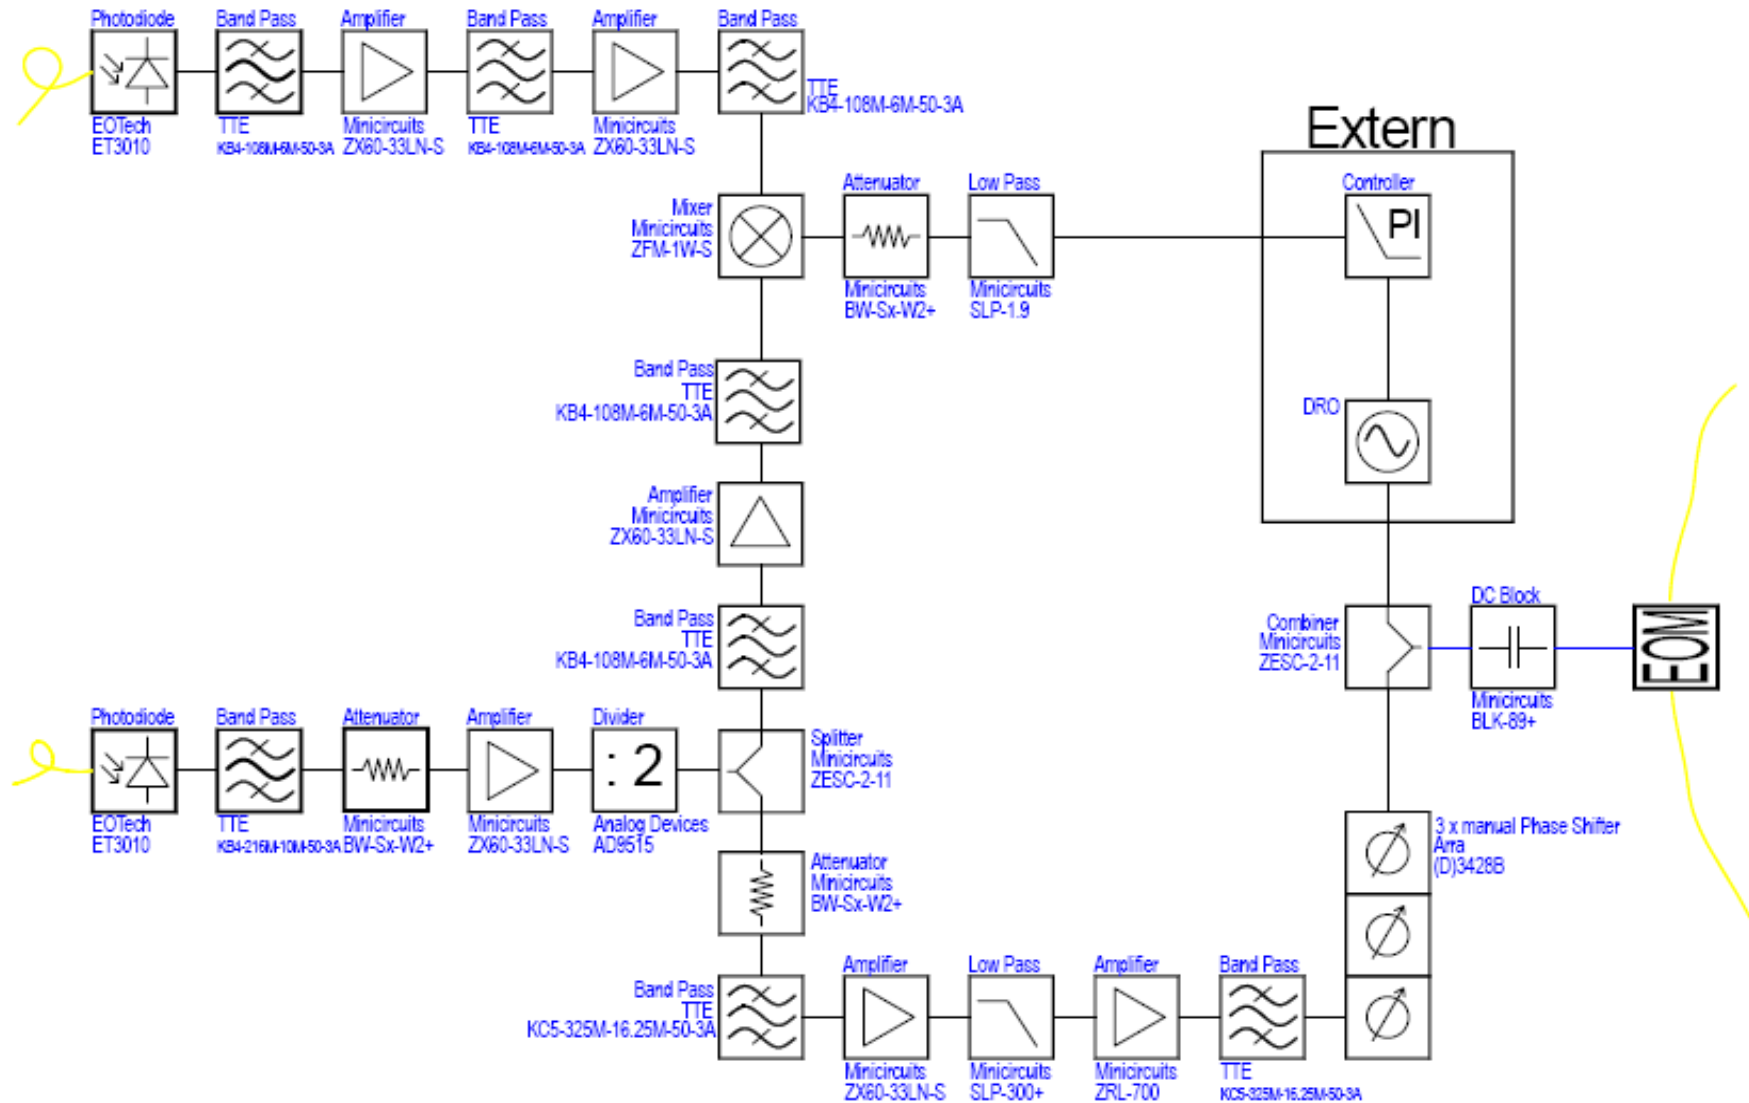 Photodiode
EOTech
ET3010
Band Pass
TTE
KB4-108M-6M-50-3A
Amplifier
Minicircuits
ZX60-33LN-S
Band Pass
TTE
KB4-108M-6M-50-3A
Amplifier
Minicircuits
ZX60-33LN-S
Band Pass
TTE
KB4-108M-6M-50-3A
Extern
Mixer
Minicircuits
ZFM-1W-S
Attenuator
Minicircuits
BW-Sx-W2+
Low Pass
Minicircuits
SLP-1.9
Controller
PI
DRO
Band Pass
TTE
KB4-108M-6M-50-3A
Amplifier
Minicircuits
ZX60-33LN-S
Band Pass
TTE
KB4-108M-6M-50-3A
Combiner
Minicircuits
ZESC-2-11
DC Block
Minicircuits
BLK-89+
EOM
Photodiode
EOTech
ET3010
Band Pass
TTE
KB4-216M-10M-50-3A
Attenuator
Minicircuits
BW-Sx-W2+
Amplifier
Minicircuits
ZX60-33LN-S
Divider
: 2
Analog Devices
AD9515
Splitter
Minicircuits
ZESC-2-11
Attenuator
Minicircuits
BW-Sx-W2+
3 x manual Phase Shifter
Arra
(D)3428B
Band Pass
TTE
KC5-325M-16.25M-50-3A
Amplifier
Minicircuits
ZX60-33LN-S
Low Pass
Minicircuits
SLP-300+
Amplifier
Minicircuits
ZRL-700
Band Pass
TTE
KC5-325M-16.25M-50-3A